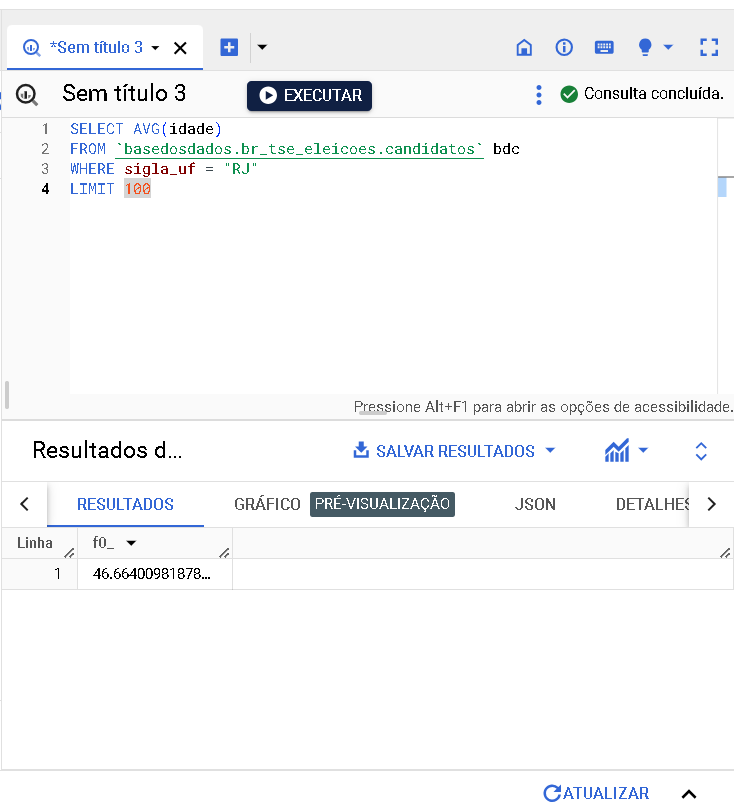 *Sem título 3
Sem título 3
EXECUTAR
Consulta concluída.
1 SELECT AVG(idade)
2 FROM `basedosdados.br_tse_eleicoes.candidatos` bdc
3 WHERE sigla_uf = "RJ"
4 LIMIT 100
Pressione Alt+F1 para abrir as opções de acessibilidade.
Resultados d...
SALVAR RESULTADOS
RESULTADOS GRÁFICO PRÉ-VISUALIZAÇÃO JSON DETALHES
Linha f0_
1 46.66400981878...
ATUALIZAR